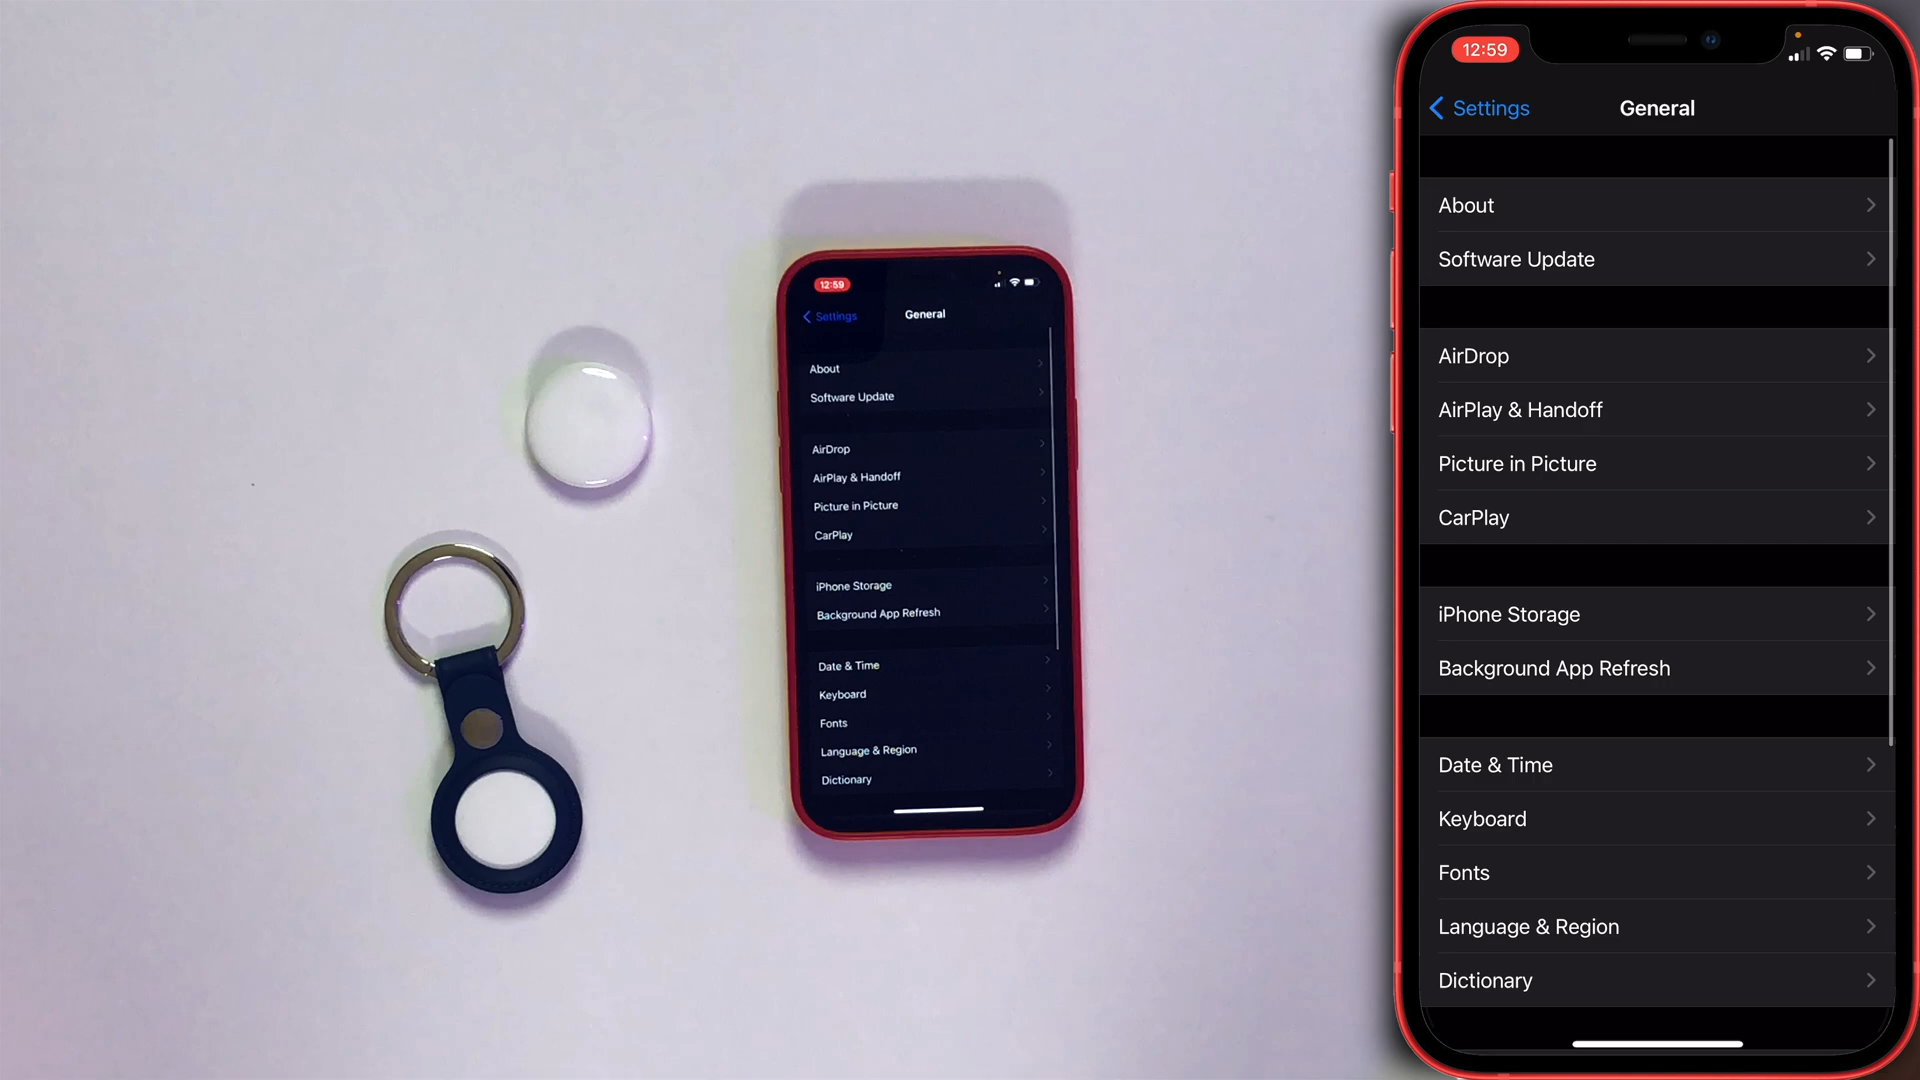 12:59
Settings
General
About
Software Update
AirDrop
AirPlay & Handoff
Picture in Picture
CarPlay
iPhone Storage
Background App Refresh
Date & Time
Keyboard
Fonts
Language & Region
Dictionary
12:59
Settings
General
About
Software Update
AirDrop
AirPlay & Handoff
Picture in Picture
CarPlay
iPhone Storage
Background App Refresh
Date & Time
Keyboard
Fonts
Language & Region
Dictionary